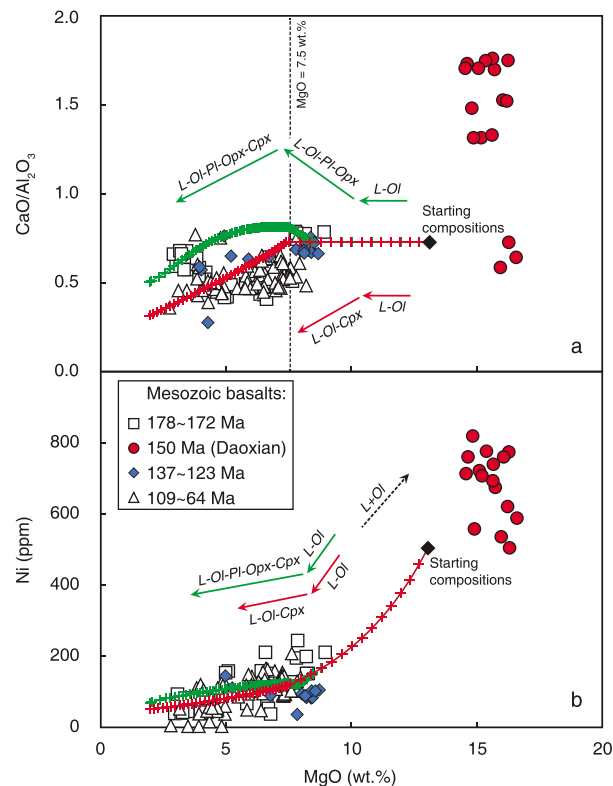 2.0
1.5
1.0
0.5
0.0
CaO/Al₂O₃
MgO = 7.5 wt.%
L-Ol-Pl-Opx-Cpx
L-Ol-Pl-Opx
L-Ol
Starting
compositions
L-Ol
L-Ol-Cpx
a
Mesozoic basalts:
178~172 Ma
150 Ma (Daoxian)
137~123 Ma
109~64 Ma
800
600
400
200
0
Ni (ppm)
L+Ol
L-Ol
L-Ol-Pl-Opx-Cpx
L-Ol
L-Ol-Cpx
Starting
compositions
b
0 5 10 15 20
MgO (wt.%)